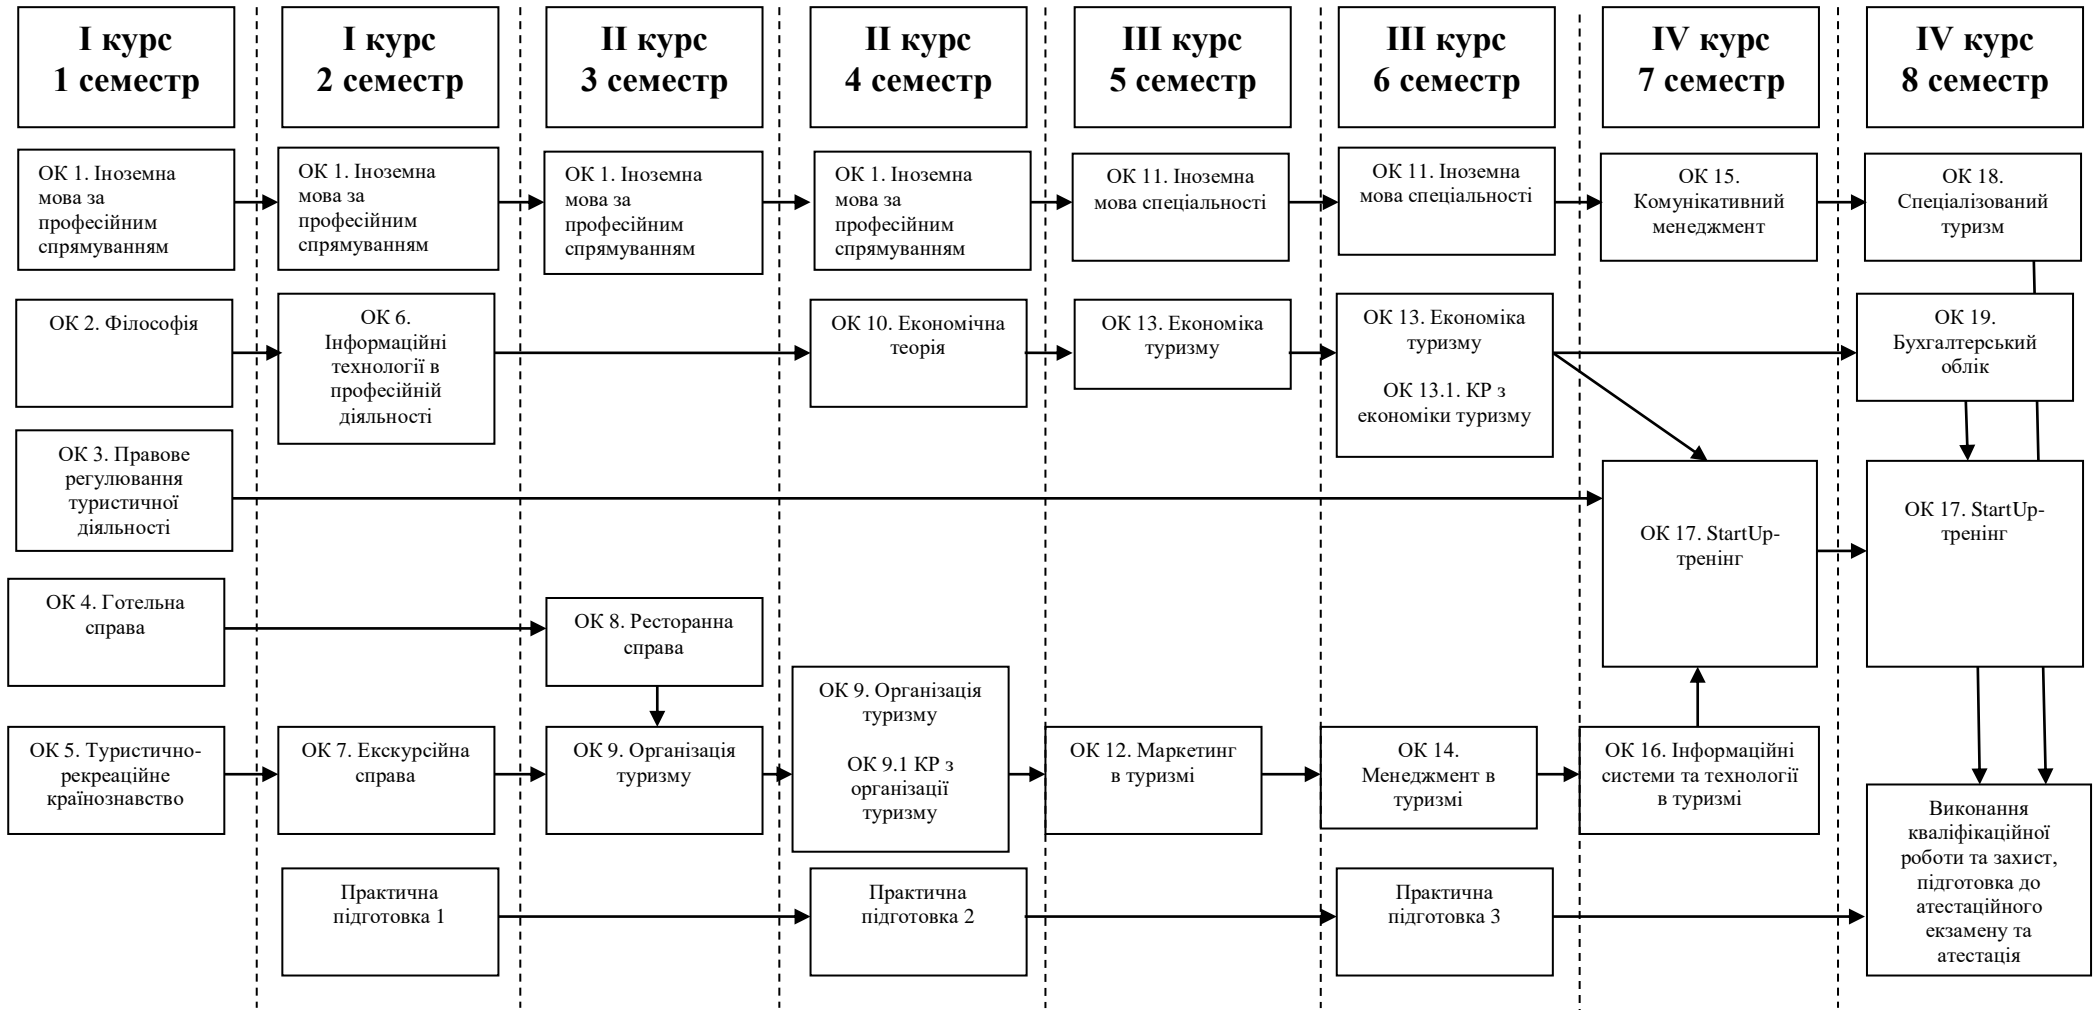 І курс
1 семестр
І курс
2 семестр
ІІ курс
3 семестр
ІІ курс
4 семестр
ІІІ курс
5 семестр
ІІІ курс
6 семестр
ІV курс
7 семестр
ІV курс
8 семестр
ОК 1. Іноземна
мова за
професійним
спрямуванням
ОК 1. Іноземна
мова за
професійним
спрямуванням
ОК 1. Іноземна
мова за
професійним
спрямуванням
ОК 1. Іноземна
мова за
професійним
спрямуванням
ОК 11. Іноземна
мова спеціальності
ОК 11. Іноземна
мова спеціальності
ОК 15.
Комунікативний
менеджмент
ОК 18.
Спеціалізований
туризм
ОК 2. Філософія
ОК 6.
Інформаційні
технології в
професійній
діяльності
ОК 10. Економічна
теорія
ОК 13. Економіка
туризму
ОК 13. Економіка
туризму
ОК 13.1. КР з
економіки туризму
ОК 19.
Бухгалтерський
облік
ОК 3. Правове
регулювання
туристичної
діяльності
ОК 17. StartUp-
тренінг
ОК 17. StartUp-
тренінг
ОК 4. Готельна
справа
ОК 8. Ресторанна
справа
ОК 5. Туристично-
рекреаційне
країнознавство
ОК 7. Екскурсійна
справа
ОК 9. Організація
туризму
ОК 9. Організація
туризму
ОК 9.1 КР з
організації
туризму
ОК 12. Маркетинг
в туризмі
ОК 14.
Менеджмент в
туризмі
ОК 16. Інформаційні
системи та технології
в туризмі
Практична
підготовка 1
Практична
підготовка 2
Практична
підготовка 3
Виконання
кваліфікаційної
роботи та захист,
підготовка до
атестаційного
екзамену та
атестація